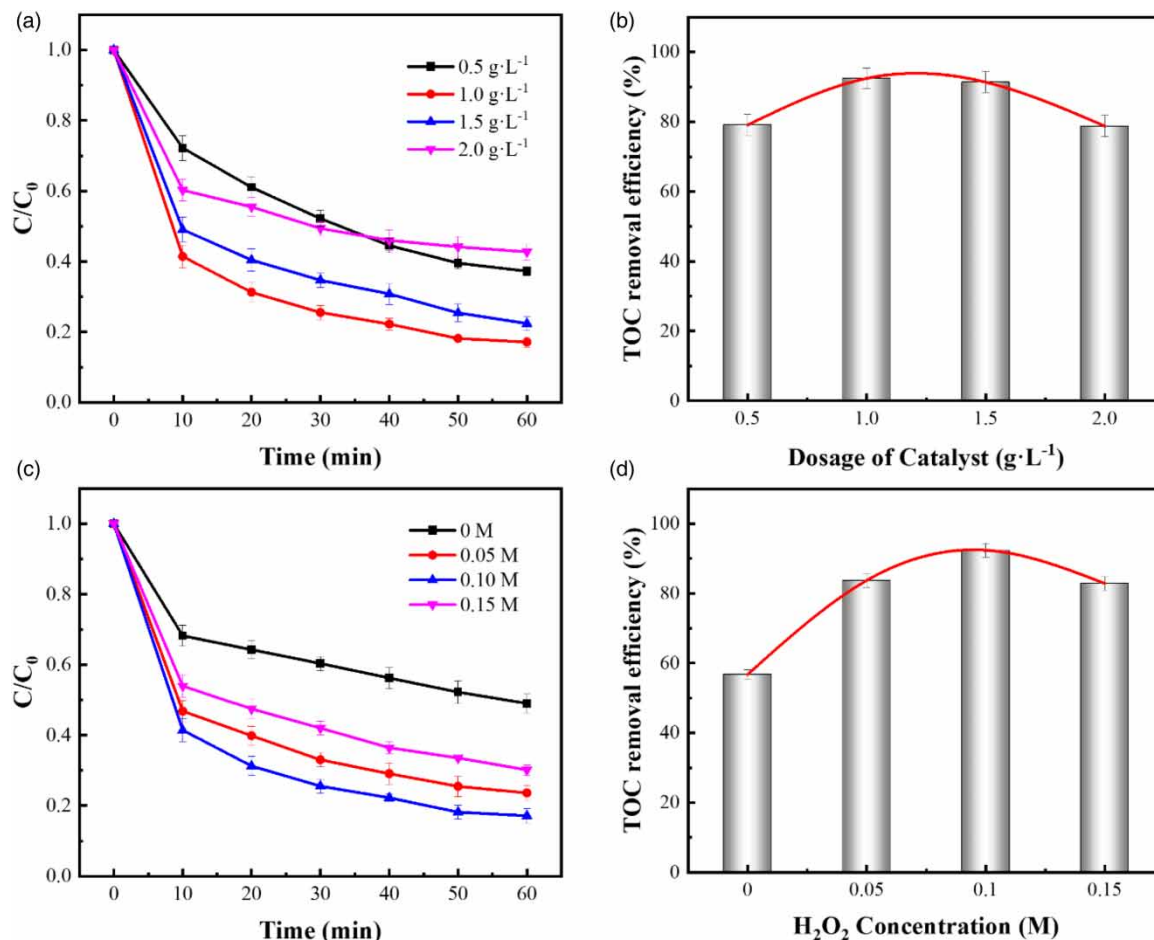 (a)
1.0
0.8
0.6
0.4
0.2
0.0
C/C₀
0.5 g·L⁻¹
1.0 g·L⁻¹
1.5 g·L⁻¹
2.0 g·L⁻¹
0 10 20 30 40 50 60
Time (min)
(b)
100
80
60
40
20
0
TOC removal efficiency (%)
0.5 1.0 1.5 2.0
Dosage of Catalyst (g·L⁻¹)
(c)
1.0
0.8
0.6
0.4
0.2
0.0
C/C₀
0 M
0.05 M
0.10 M
0.15 M
0 10 20 30 40 50 60
Time (min)
(d)
100
80
60
40
20
0
TOC removal efficiency (%)
0 0.05 0.1 0.15
H₂O₂ Concentration (M)